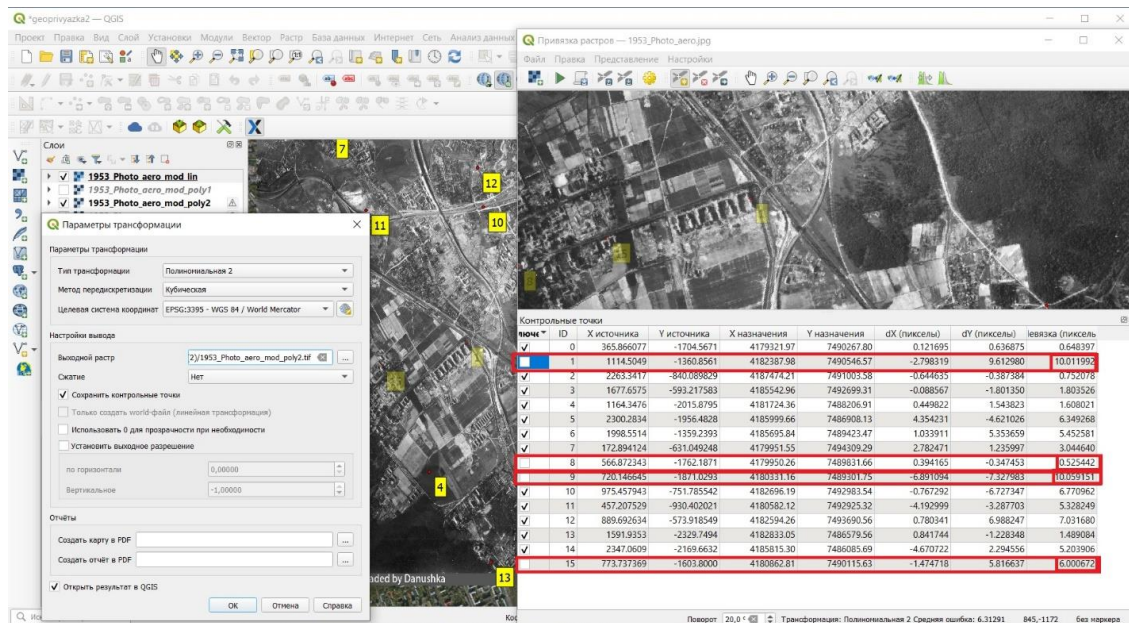 *geoprivyazka2 — QGIS
Проект Правка Вид Слой Установки Модули Вектор Растр База данных Интернет Сеть Анализ данных
Слои
1953_Photo_aero_mod_lin
1953_Photo_aero_mod_poly1
1953_Photo_aero_mod_poly2
7
12
11
10
4
13
aded by Danushka
Параметры трансформации
Параметры трансформации
Тип трансформации Полиномиальная 2
Метод передискретизации Кубическая
Целевая система координат EPSG:3395 - WGS 84 / World Mercator
Настройки вывода
Выходной растр 2)/1953_Photo_aero_mod_poly2.tif ...
Сжатие Нет
Сохранить контрольные точки
Только создать world-файл (линейная трансформация)
Использовать 0 для прозрачности при необходимости
Установить выходное разрешение
по горизонтали 0,00000
Вертикальное -1,00000
Отчёты
Создать карту в PDF ...
Создать отчёт в PDF ...
Открыть результат в QGIS
OK Отмена Справка
Привязка растров — 1953_Photo_aero.jpg
Файл Правка Представление Настройки
Контрольные точки
ключ ID X источника Y источника X назначения Y назначения dX (пикселы) dY (пикселы) евязка (пиксель
0 365.866077 -1704.5671 4179321.97 7490267.80 0.121695 0.636875 0.648397
1 1114.5049 -1360.8561 4182387.98 7490546.57 -2.798319 9.612980 10.011992
2 2263.3417 -840.089829 4187474.21 7491003.58 -0.644635 -0.387384 0.752078
3 1677.6575 -593.217583 4185542.96 7492699.31 -0.088567 -1.801350 1.803526
4 1164.3476 -2015.8795 4181724.36 7488206.91 0.449822 1.543823 1.608021
5 2300.2834 -1956.4828 4185999.66 7486908.13 4.354231 -4.621026 6.349268
6 1998.5514 -1359.2393 4185695.84 7489423.47 1.033911 5.353659 5.452581
7 172.894124 -631.049248 4179951.55 7494309.29 2.782471 1.235997 3.044640
8 566.872343 -1762.1871 4179950.26 7489831.66 0.394165 -0.347453 0.525442
9 720.146645 -1871.0293 4180331.16 7489301.75 -6.891094 -7.327983 10.059151
10 975.457943 -751.785542 4182696.19 7492983.54 -0.767292 -6.727347 6.770962
11 457.207529 -930.402021 4180582.12 7492925.32 -4.192999 -3.287703 5.328249
12 889.692634 -573.918549 4182594.26 7493690.56 0.780341 6.988247 7.031680
13 1591.9353 -2329.7494 4182833.05 7486579.56 0.841744 -1.228348 1.489084
14 2347.0609 -2169.6632 4185815.30 7486085.69 -4.670722 2.294556 5.203906
15 773.737369 -1603.8000 4180862.81 7490115.63 -1.474718 5.816637 6.000672
Поворот 20,0 ° Трансформация: Полиномиальная 2 Средняя ошибка: 6.31291 845,-1172 без маркера